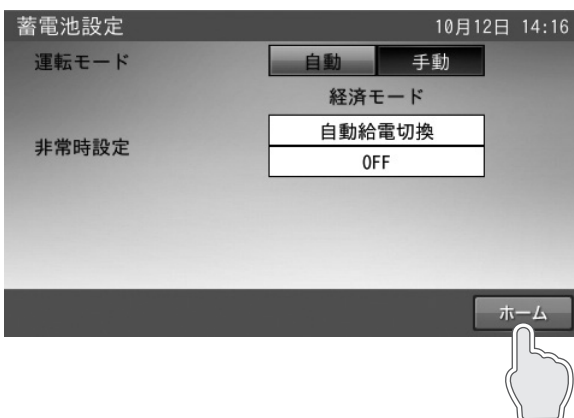 蓄電池設定 10月12日 14:16
運転モード 自動 手動
経済モード
非常時設定 自動給電切換
OFF
ホーム